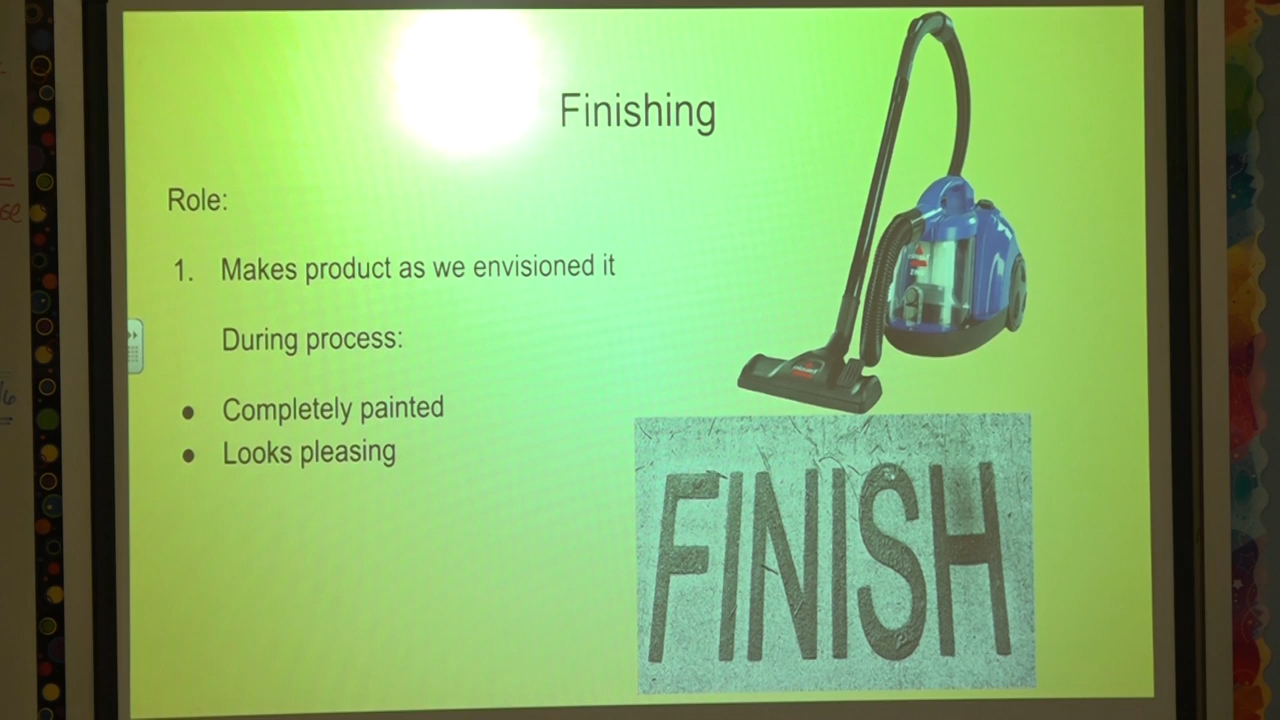 Finishing
Role:
1. Makes product as we envisioned it
During process:
● Completely painted
● Looks pleasing
FINISH